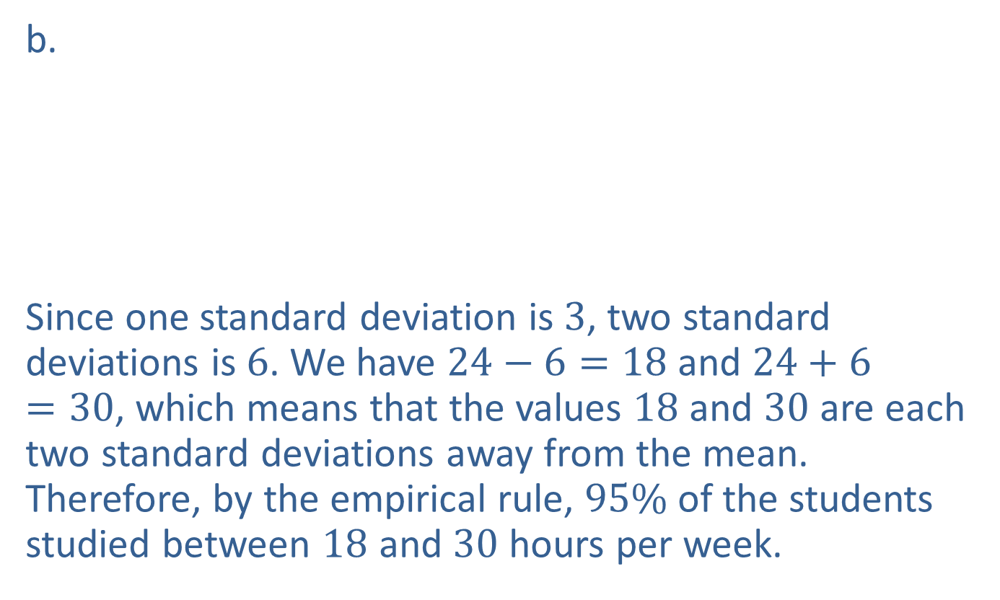 b.
Since one standard deviation is 3, two standard
deviations is 6. We have 24 − 6 = 18 and 24 + 6
= 30, which means that the values 18 and 30 are each
two standard deviations away from the mean.
Therefore, by the empirical rule, 95% of the students
studied between 18 and 30 hours per week.